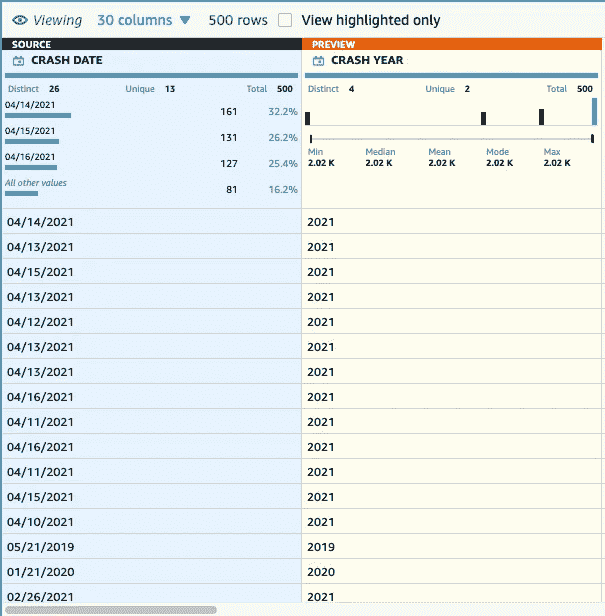 Viewing 30 columns ▼ 500 rows View highlighted only
SOURCE PREVIEW
CRASH DATE CRASH YEAR
Distinct 26 Unique 13 Total 500 Distinct 4 Unique 2 Total 500
04/14/2021 161 32.2%
04/15/2021 131 26.2%
04/16/2021 127 25.4%
All other values 81 16.2%
Min Median Mean Mode Max
2.02 K 2.02 K 2.02 K 2.02 K 2.02 K
04/14/2021 2021
04/13/2021 2021
04/15/2021 2021
04/13/2021 2021
04/12/2021 2021
04/13/2021 2021
04/13/2021 2021
04/16/2021 2021
04/11/2021 2021
04/16/2021 2021
04/11/2021 2021
04/15/2021 2021
04/10/2021 2021
05/21/2019 2019
01/21/2020 2020
02/26/2021 2021